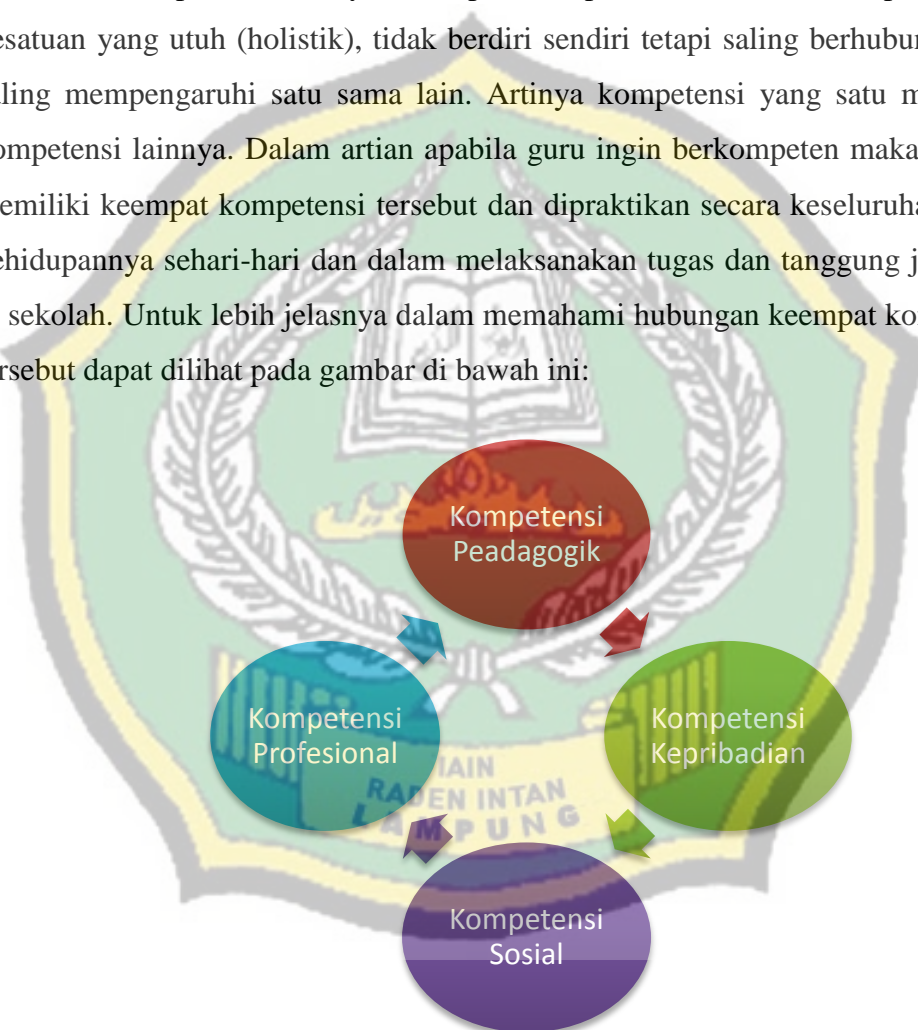 esatuan yang utuh (holistik), tidak berdiri sendiri tetapi saling berhubun
ling mempengaruhi satu sama lain. Artinya kompetensi yang satu m
ompetensi lainnya. Dalam artian apabila guru ingin berkompeten maka
emiliki keempat kompetensi tersebut dan dipraktikan secara keseluruha
ehidupannya sehari-hari dan dalam melaksanakan tugas dan tanggung j
sekolah. Untuk lebih jelasnya dalam memahami hubungan keempat ko
rsebut dapat dilihat pada gambar di bawah ini:
Kompetensi
Peadagogik
Kompetensi
Profesional
Kompetensi
Kepribadian
IAIN
RADEN INTAN
LAMPUNG
Kompetensi
Sosial